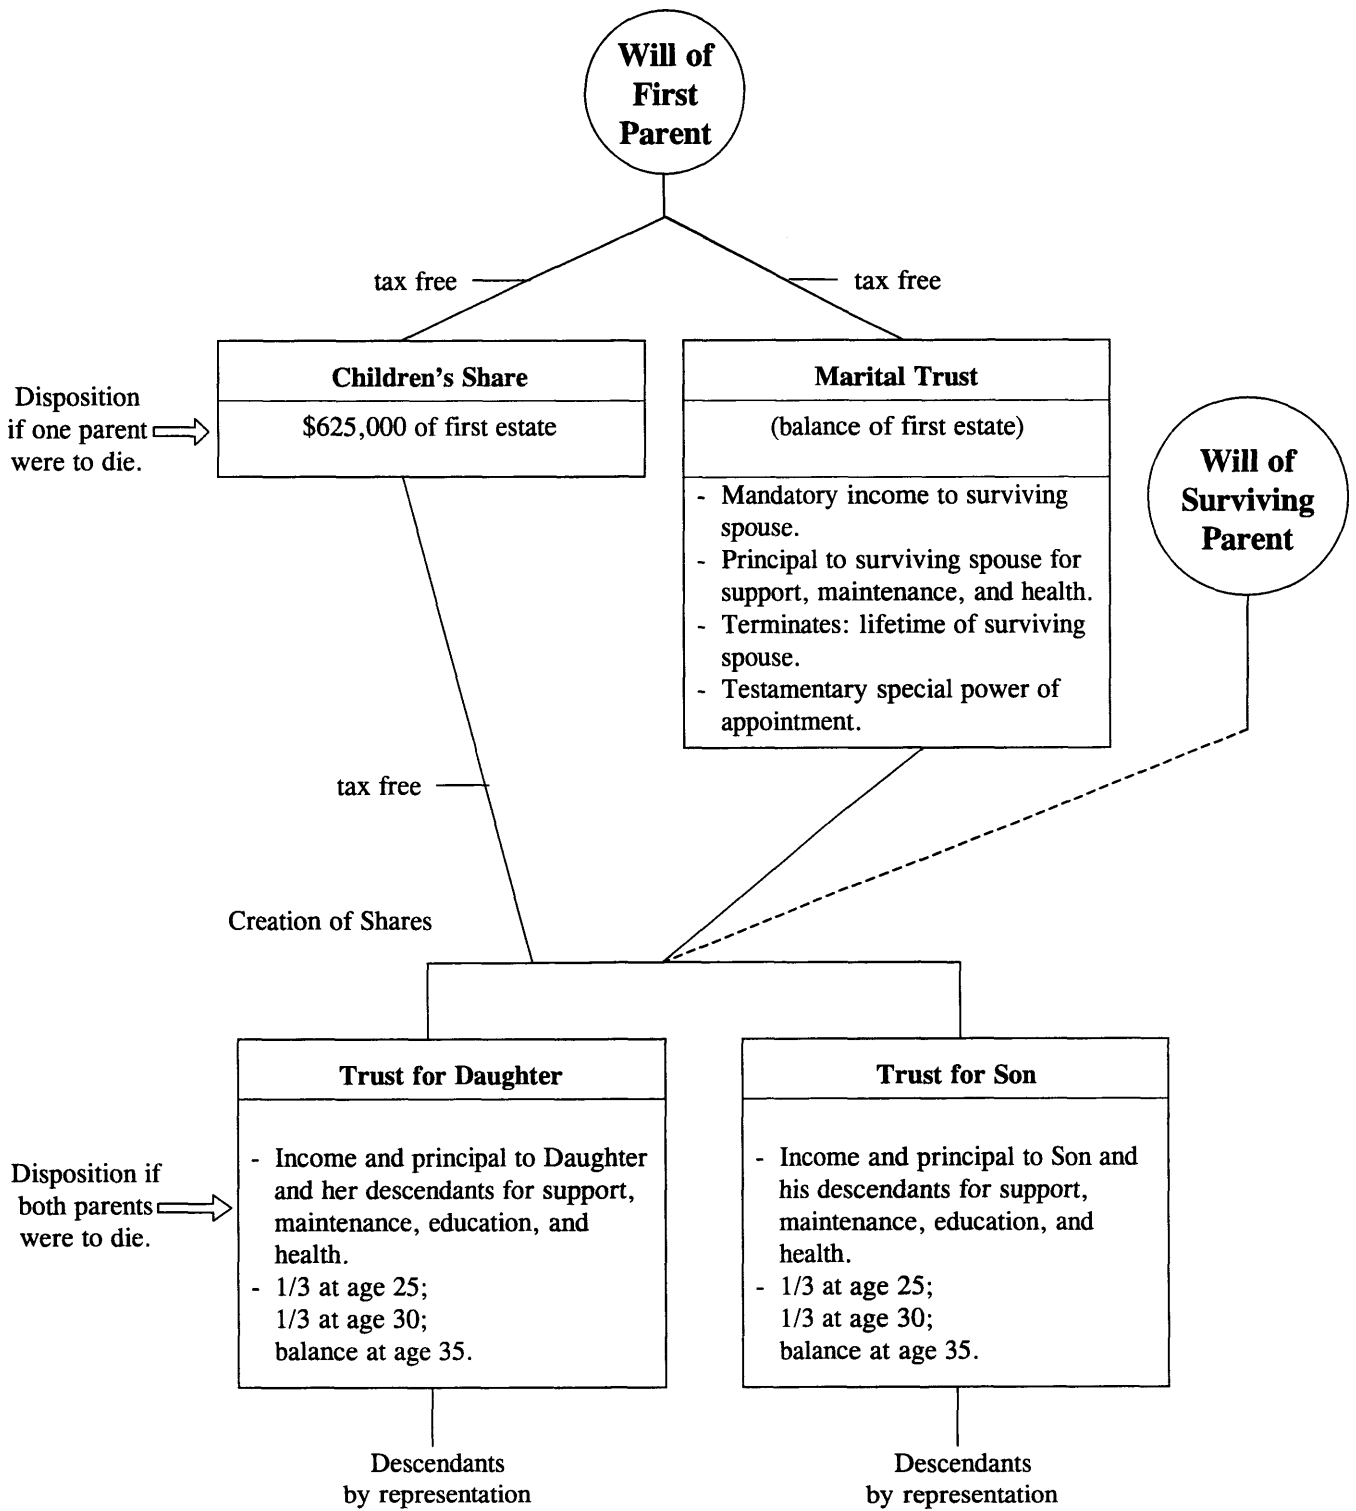 Will of
First
Parent
tax free
tax free
Children's Share
$625,000 of first estate
Marital Trust
(balance of first estate)
- Mandatory income to surviving
spouse.
- Principal to surviving spouse for
support, maintenance, and health.
- Terminates: lifetime of surviving
spouse.
- Testamentary special power of
appointment.
Disposition
if one parent
were to die.
Will of
Surviving
Parent
tax free
Creation of Shares
Trust for Daughter
- Income and principal to Daughter
and her descendants for support,
maintenance, education, and
health.
- 1/3 at age 25;
1/3 at age 30;
balance at age 35.
Trust for Son
- Income and principal to Son and
his descendants for support,
maintenance, education, and
health.
- 1/3 at age 25;
1/3 at age 30;
balance at age 35.
Disposition if
both parents
were to die.
Descendants
by representation
Descendants
by representation